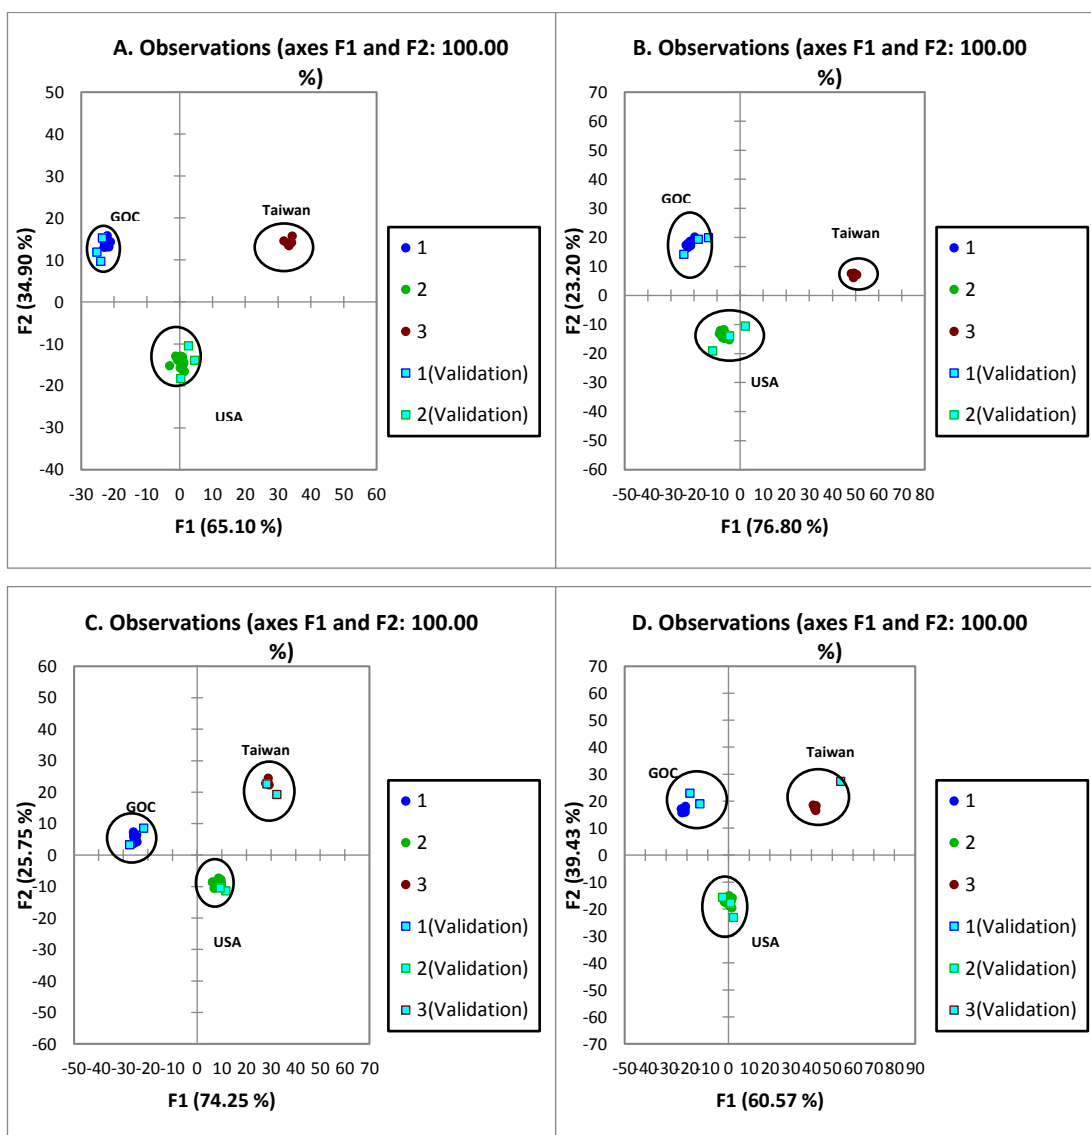 A. Observations (axes F1 and F2: 100.00
%)
50
40
30
20
10
0
-10
-20
-30
-40
F2 (34.90 %)
GOC
Taiwan
USA
-30 -20 -10 0 10 20 30 40 50 60
F1 (65.10 %)
1
2
3
1(Validation)
2(Validation)
B. Observations (axes F1 and F2: 100.00
%)
70
60
50
40
30
20
10
0
-10
-20
-30
-40
-50
-60
F2 (23.20 %)
GOC
Taiwan
USA
-50-40-30-20-10 0 10 20 30 40 50 60 70 80
F1 (76.80 %)
1
2
3
1(Validation)
2(Validation)
C. Observations (axes F1 and F2: 100.00
%)
60
50
40
30
20
10
0
-10
-20
-30
-40
-50
-60
F2 (25.75 %)
Taiwan
GOC
USA
-50-40-30-20-10 0 10 20 30 40 50 60 70
F1 (74.25 %)
1
2
3
1(Validation)
2(Validation)
3(Validation)
D. Observations (axes F1 and F2: 100.00
%)
70
60
50
40
30
20
10
0
-10
-20
-30
-40
-50
-60
-70
F2 (39.43 %)
GOC
Taiwan
USA
-50-40-30-20-10 0 10 20 30 40 50 60 70 80 90
F1 (60.57 %)
1
2
3
1(Validation)
2(Validation)
3(Validation)